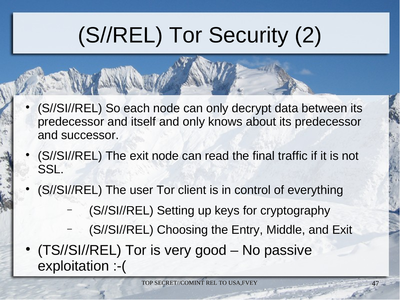 (S//REL) Tor Security (2)
• (S//SI//REL) So each node can only decrypt data between its
predecessor and itself and only knows about its predecessor
and successor.
• (S//SI//REL) The exit node can read the final traffic if it is not
SSL.
• (S//SI//REL) The user Tor client is in control of everything
– (S//SI//REL) Setting up keys for cryptography
– (S//SI//REL) Choosing the Entry, Middle, and Exit
• (TS//SI//REL) Tor is very good – No passive
exploitation :-(
TOP SECRET//COMINT REL TO USA,FVEY
47